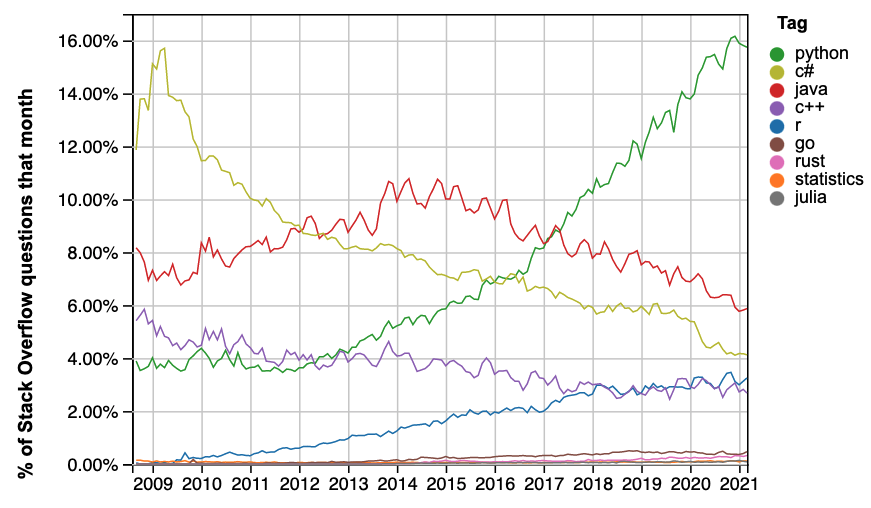 % of Stack Overflow questions that month
16.00%
14.00%
12.00%
10.00%
8.00%
6.00%
4.00%
2.00%
0.00%
2009 2010 2011 2012 2013 2014 2015 2016 2017 2018 2019 2020 2021
Tag
python
c#
java
c++
r
go
rust
statistics
julia